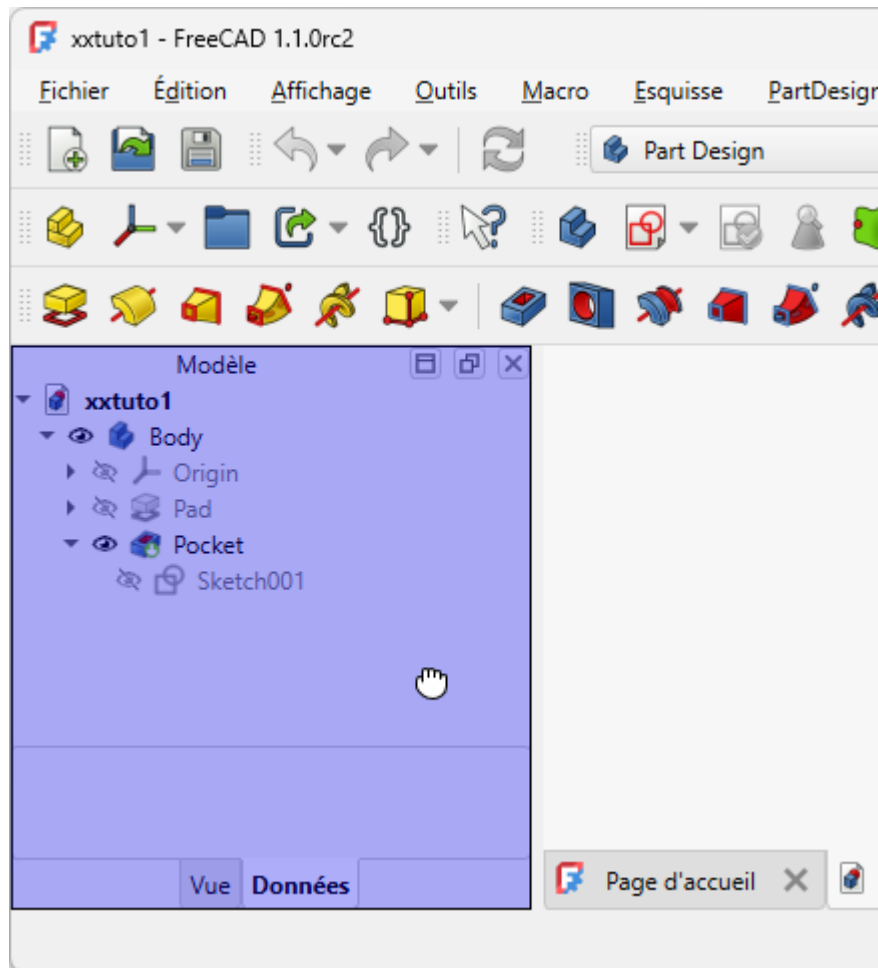 xxtuto1 - FreeCAD 1.1.0rc2
Fichier Édition Affichage Outils Macro Esquisse PartDesign
Part Design
Modèle
xxtuto1
Body
Origin
Pad
Pocket
Sketch001
Vue Données
Page d'accueil